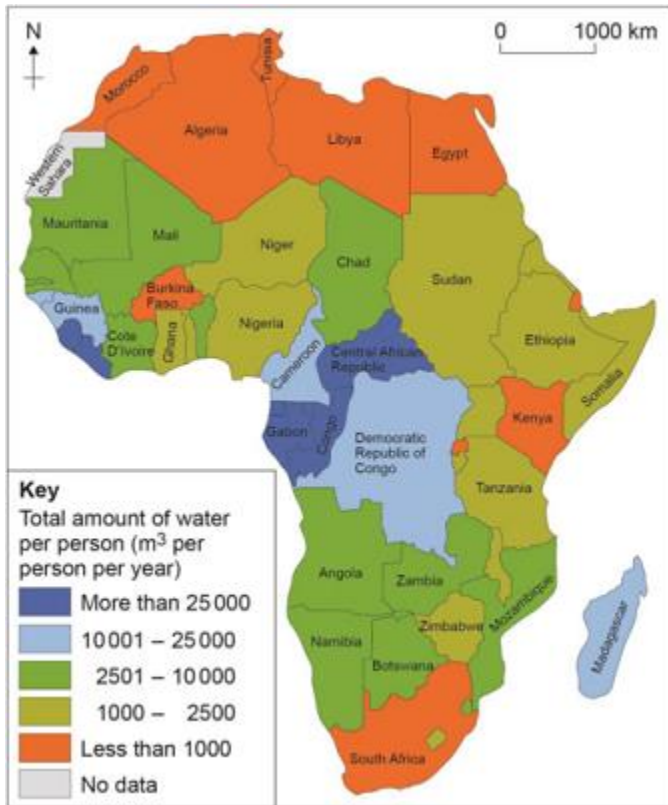 N
0 1000 km
Morocco
Tunisia
Algeria
Libya
Egypt
Western
Sahara
Mauritania
Mali
Niger
Chad
Sudan
Burkina
Faso
Guinea
Cote
D'Ivoire
Ghana
Nigeria
Cameroon
Central African
Republic
Ethiopia
Somalia
Gabon
Congo
Democratic
Republic of
Congo
Kenya
Tanzania
Angola
Zambia
Mozambique
Zimbabwe
Namibia
Botswana
Madagascar
South Africa
Key
Total amount of water
per person (m³ per
person per year)
More than 25 000
10 001 – 25 000
2501 – 10 000
1000 – 2500
Less than 1000
No data